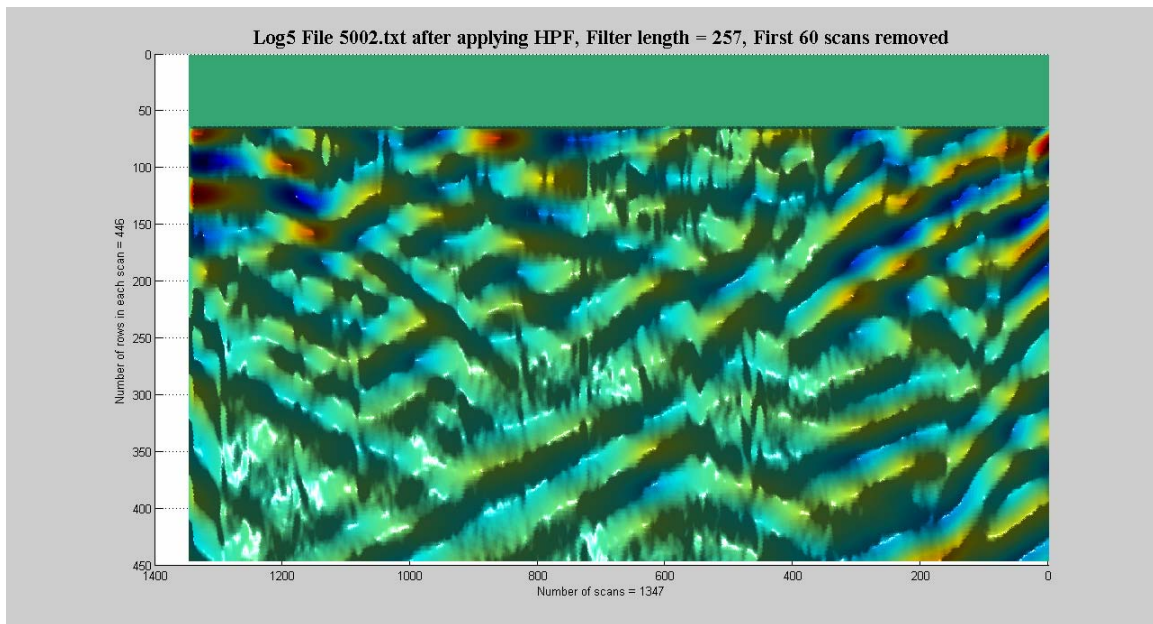 Log5 File 5002.txt after applying HPF, Filter length = 257, First 60 scans removed
0
50
100
150
200
250
300
350
400
450
Number of rows in each scan = 446
1400 1200 1000 800 600 400 200 0
Number of scans = 1347